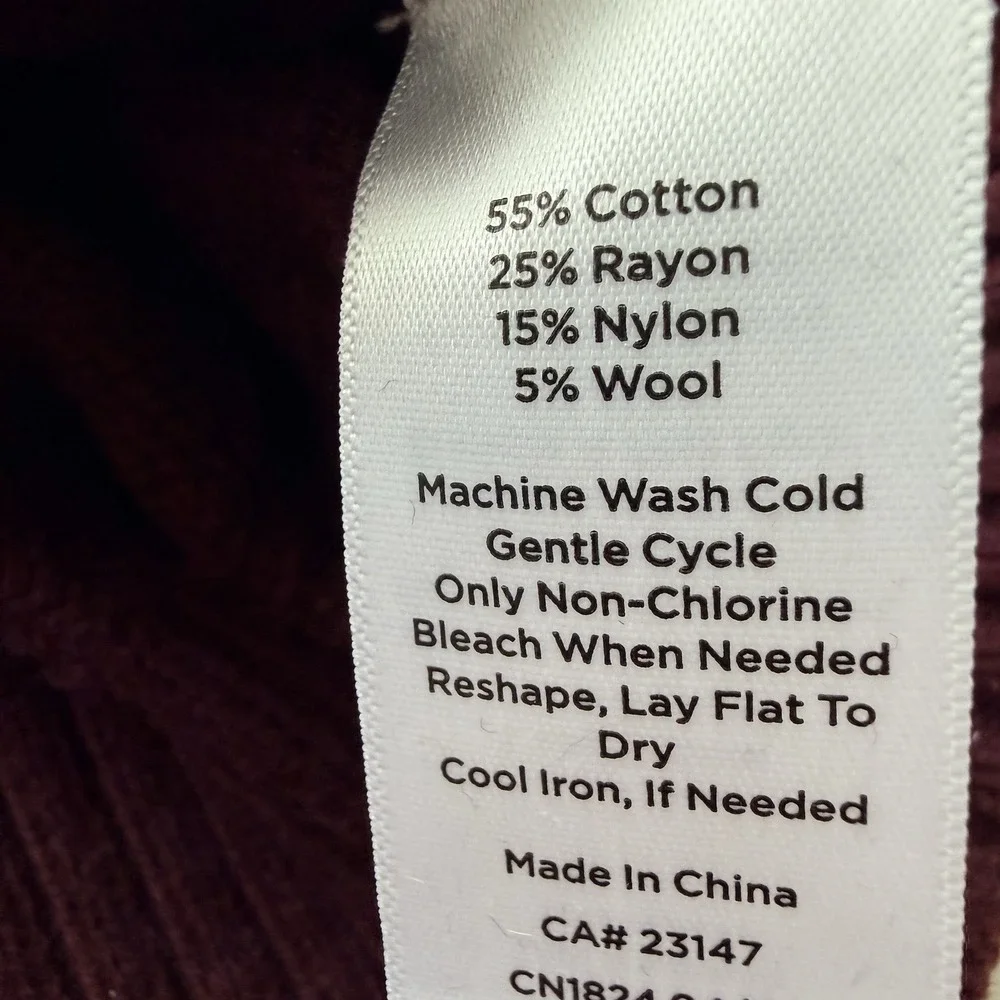 55% Cotton
25% Rayon
15% Nylon
5% Wool
Machine Wash Cold
Gentle Cycle
Only Non-Chlorine
Bleach When Needed
Reshape, Lay Flat To
Dry
Cool Iron, If Needed
Made In China
CA# 23147